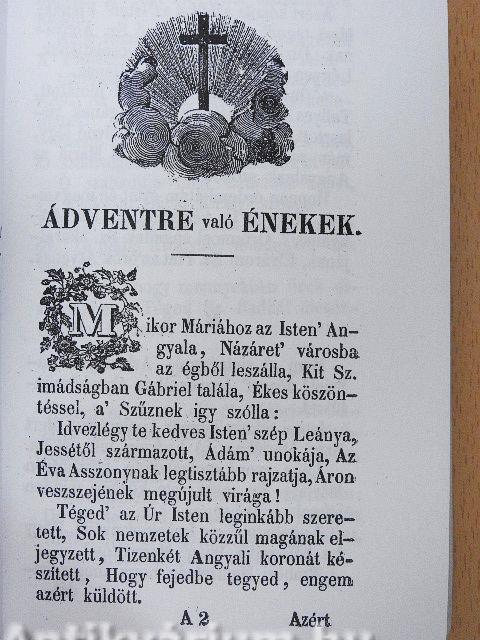 ÁDVENTRE való ÉNEKEK.
Mikor Máriához az Isten' An-
gyala, Názáret' városba
az égből leszálla, Kit Sz.
imádságban Gábriel talála, Ékes köszön-
téssel, a' Szűznek igy szólla:
Idvezlégy te kedves Isten' szép Leánya,
Jessétől származott, Ádám' unokája, Az
Éva Asszonynak legtisztább rajzatja, Áron
veszszejének megújult virága!
Téged' az Úr Isten leginkább szere-
tett, Sok nemzetek közzűl magának el-
jegyzett, Tizenkét Angyali koronát ké-
szített, Hogy fejedbe tegyed, engem
azért küldött.
A 2 Azért